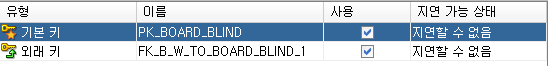 유형 이름 사용 지연 가능 상태
기본 키 PK_BOARD_BLIND 지연할 수 없음
외래 키 FK_B_W_TO_BOARD_BLIND_1 지연할 수 없음